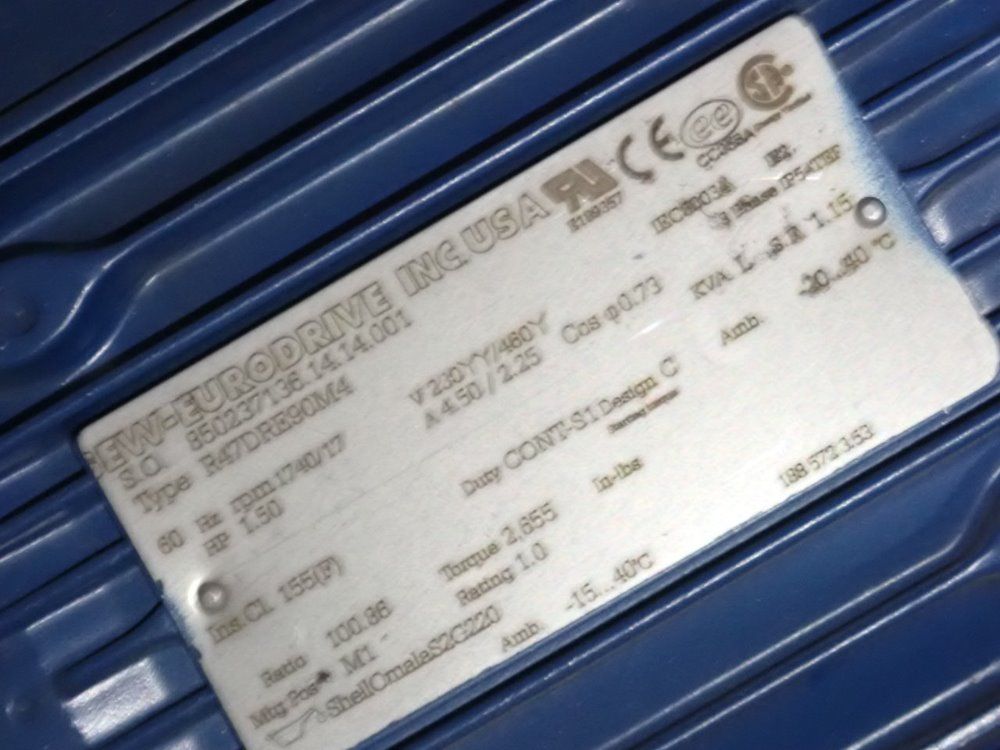 SEW-EURODRIVE INC USA
E189357
S.O. 850237136.14.14.001
IEC60034
Type R47DRE90M4
3 Phase IP54TEF
60 Hz rpm 1740/17
V 230YY/460Y
KVA L S.F. 1.15
HP 1.50
A 4.50 / 2.25
Cos φ 0.73
Amb. -20...40 °C
Duty CONT-S1 Design C
Ins.Cl. 155(F)
Ratio 100.86
Torque 2,655 In-lbs
Mtg.Pos M1
Rating 1.0
ShellOmalaS2G220
Amb. -15...40°C
188 572 3.53